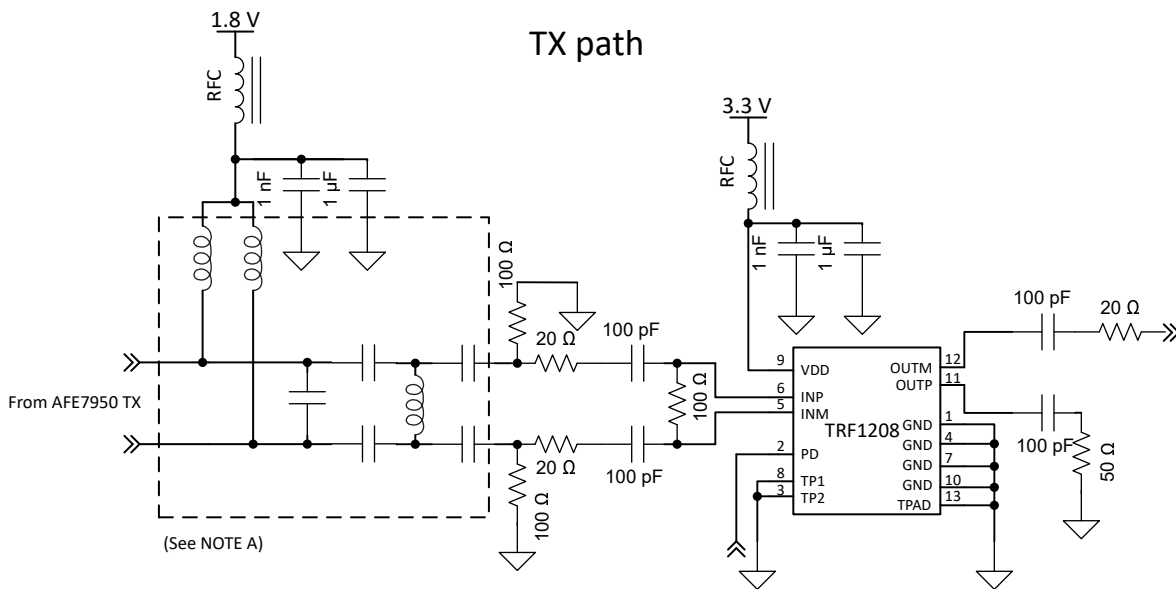 TX path
1.8 V
RFC
1 nF
1 µF
3.3 V
RFC
1 nF
1 µF
100 Ω
20 Ω
100 pF
100 Ω
From AFE7950 TX
20 Ω
100 pF
100 Ω
(See NOTE A)
TRF1208
9 VDD
6 INP
5 INM
2 PD
8 TP1
3 TP2
OUTM 12
OUTP 11
GND 1
GND 4
GND 7
GND 10
TPAD 13
100 pF
20 Ω
100 pF
50 Ω